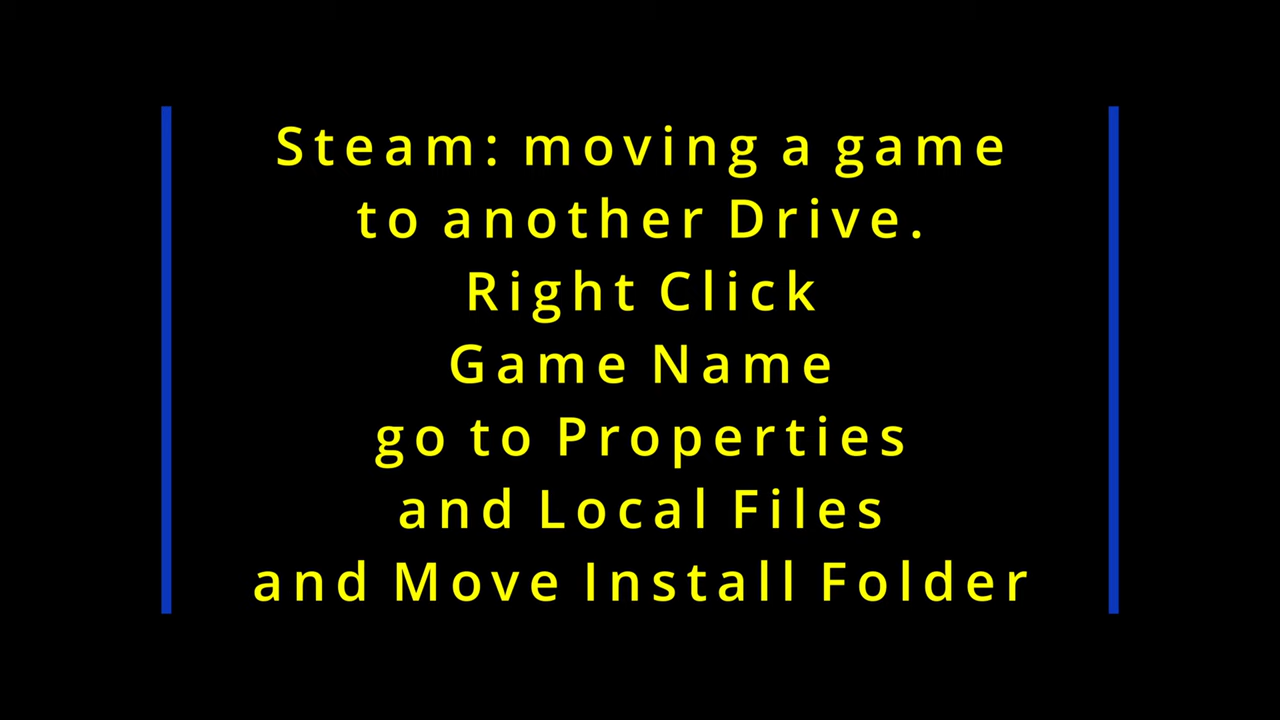 Steam: moving a game
to another Drive.
Right Click
Game Name
go to Properties
and Local Files
and Move Install Folder